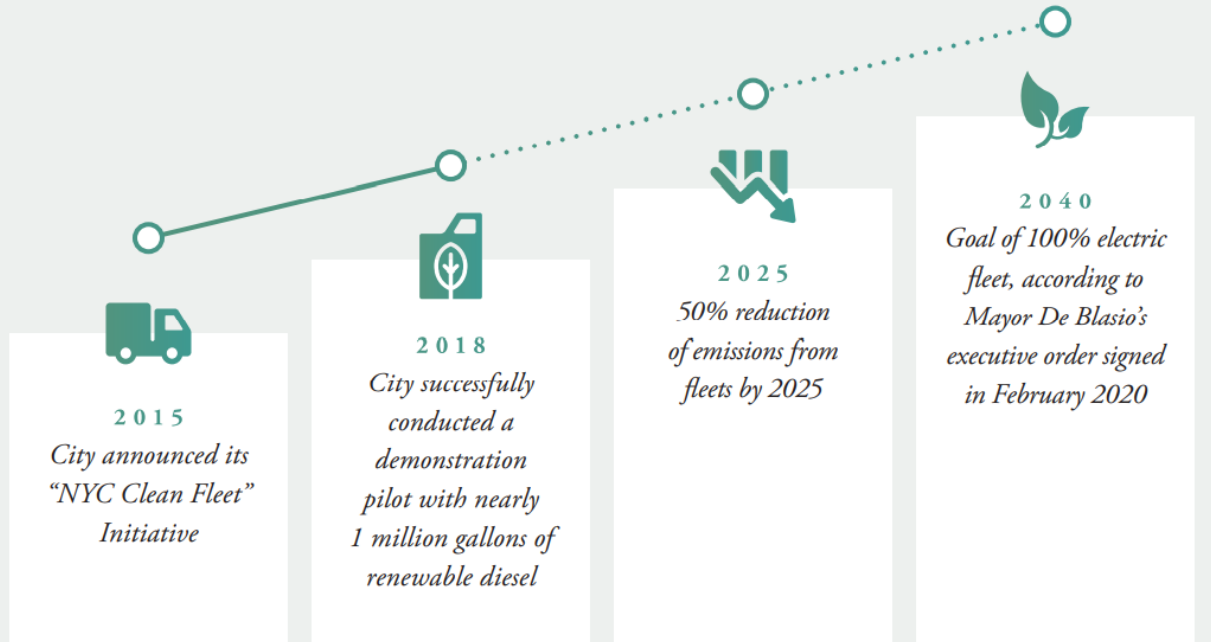 2015
City announced its
“NYC Clean Fleet”
Initiative
2018
City successfully
conducted a
demonstration
pilot with nearly
1 million gallons of
renewable diesel
2025
50% reduction
of emissions from
fleets by 2025
2040
Goal of 100% electric
fleet, according to
Mayor De Blasio’s
executive order signed
in February 2020